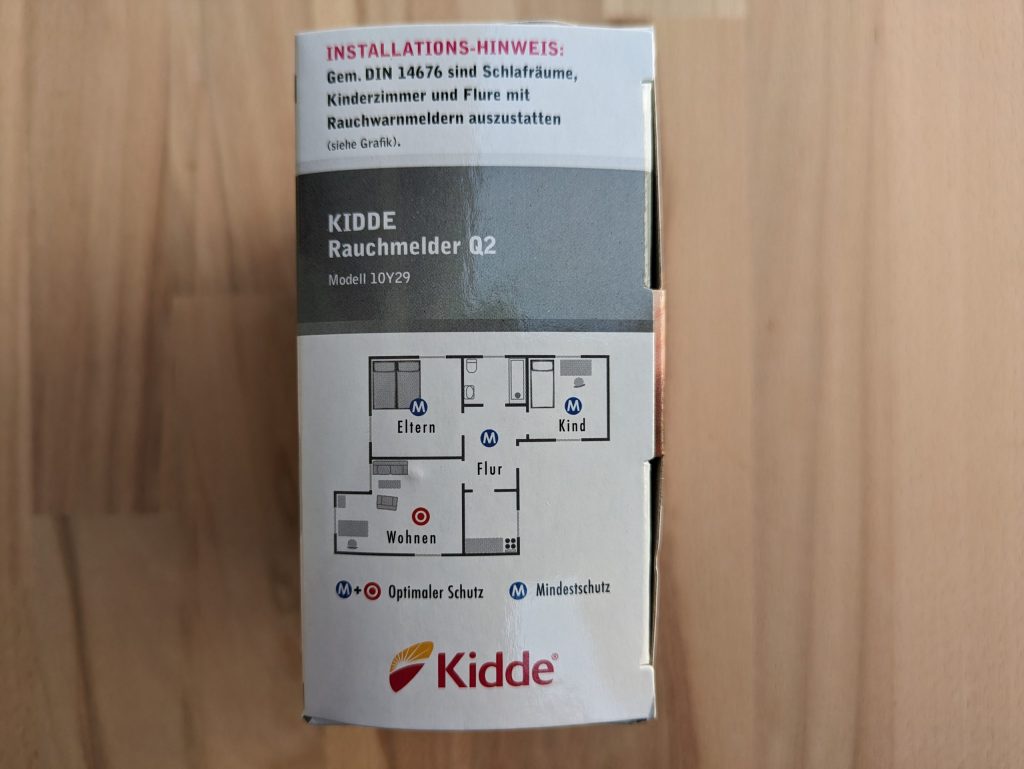 INSTALLATIONS-HINWEIS:
Gem. DIN 14676 sind Schlafräume,
Kinderzimmer und Flure mit
Rauchwarnmeldern auszustatten
(siehe Grafik).
KIDDE
Rauchmelder Q2
Modell 10Y29
M
Eltern
M
Kind
M
Flur
Wohnen
M + Optimaler Schutz
M Mindestschutz
Kidde®